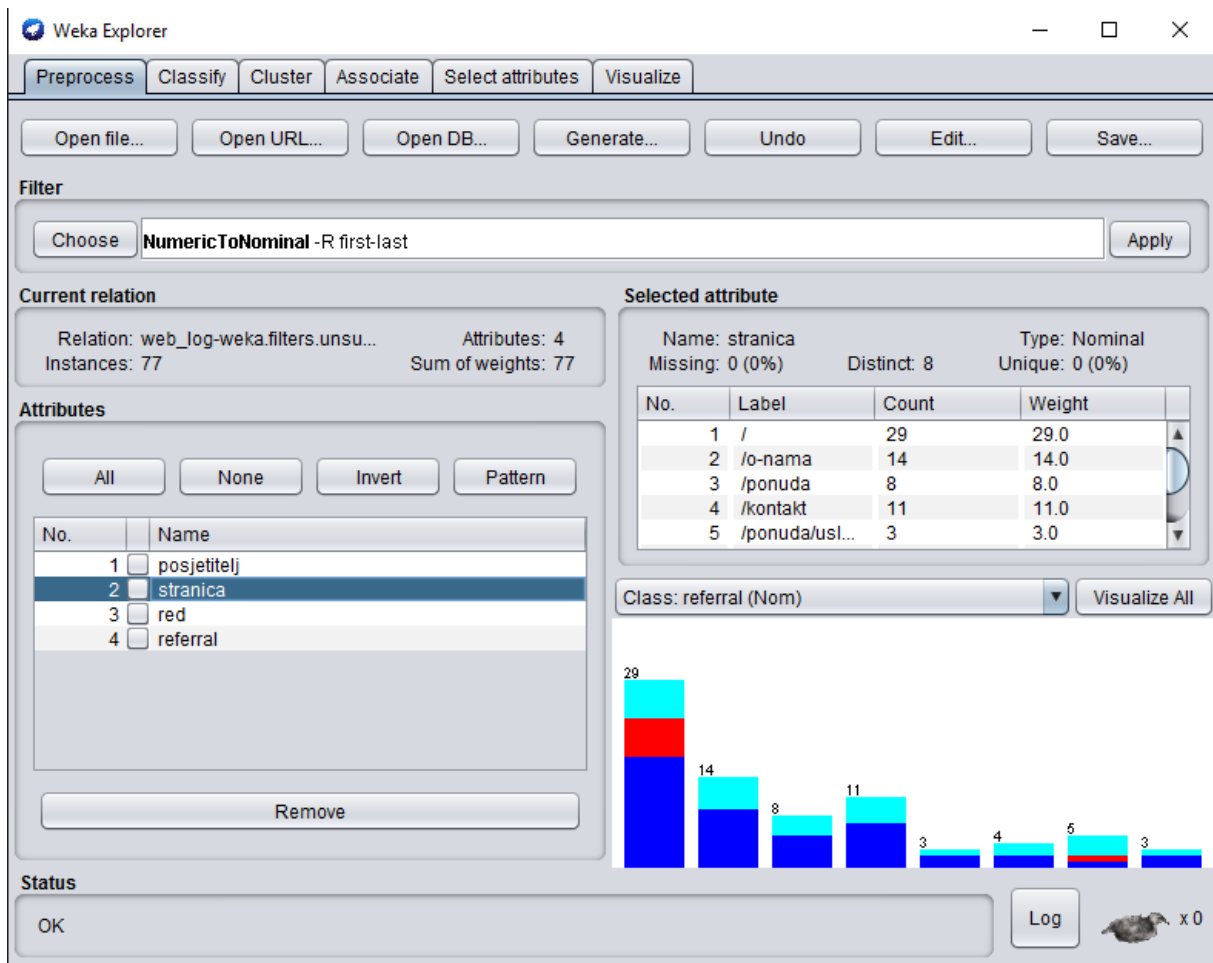 Weka Explorer
Preprocess Classify Cluster Associate Select attributes Visualize
Open file... Open URL... Open DB... Generate... Undo Edit... Save...
Filter
Choose NumericToNominal -R first-last Apply
Current relation
Relation: web_log-weka.filters.unsu... Attributes: 4
Instances: 77 Sum of weights: 77
Attributes
All None Invert Pattern
No. Name
1 posjetitelj
2 stranica
3 red
4 referral
Remove
Selected attribute
Name: stranica Type: Nominal
Missing: 0 (0%) Distinct: 8 Unique: 0 (0%)
No. Label Count Weight
1 / 29 29.0
2 /o-nama 14 14.0
3 /ponuda 8 8.0
4 /kontakt 11 11.0
5 /ponuda/usl... 3 3.0
Class: referral (Nom) Visualize All
29 14 8 11 3 4 5 3
Status
OK
Log x 0